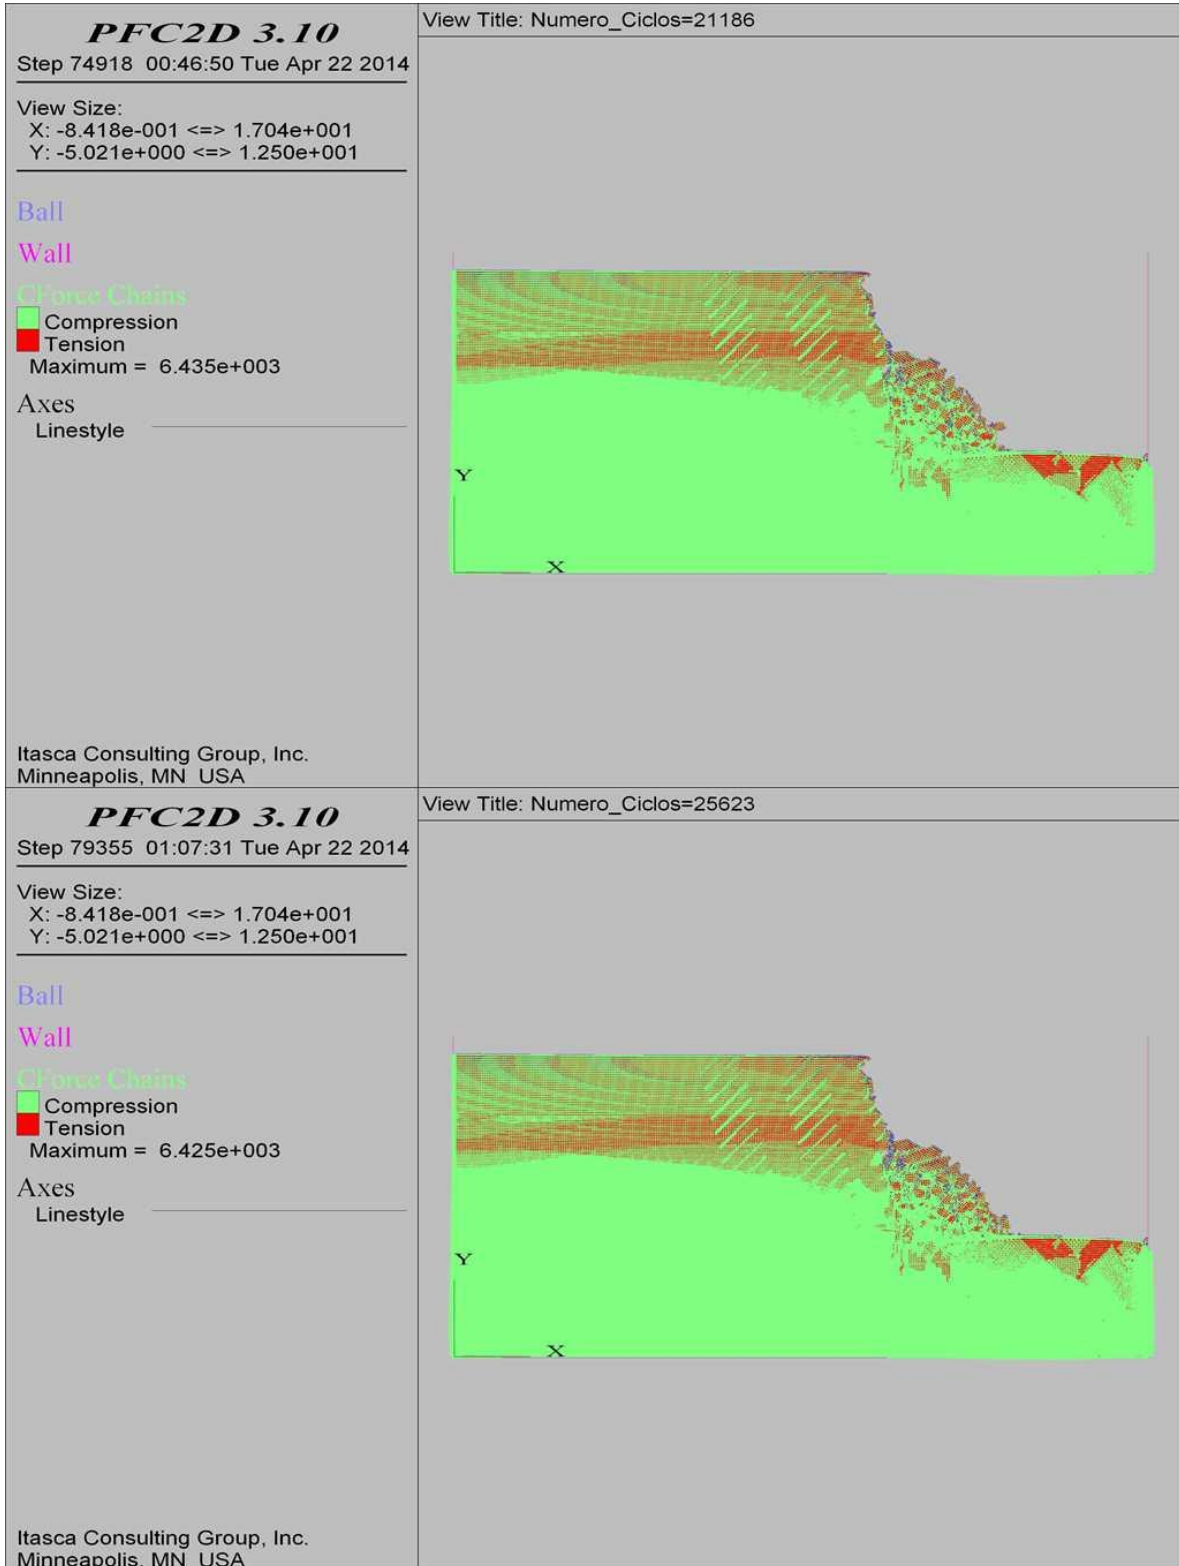 PFC2D 3.10
Step 74918 00:46:50 Tue Apr 22 2014
View Size:
X: -8.418e-001 <=> 1.704e+001
Y: -5.021e+000 <=> 1.250e+001
Ball
Wall
CForce Chains
Compression
Tension
Maximum = 6.435e+003
Axes
Linestyle
Itasca Consulting Group, Inc.
Minneapolis, MN USA
View Title: Numero_Ciclos=21186
Y
X
PFC2D 3.10
Step 79355 01:07:31 Tue Apr 22 2014
View Size:
X: -8.418e-001 <=> 1.704e+001
Y: -5.021e+000 <=> 1.250e+001
Ball
Wall
CForce Chains
Compression
Tension
Maximum = 6.425e+003
Axes
Linestyle
Itasca Consulting Group, Inc.
Minneapolis, MN USA
View Title: Numero_Ciclos=25623
Y
X